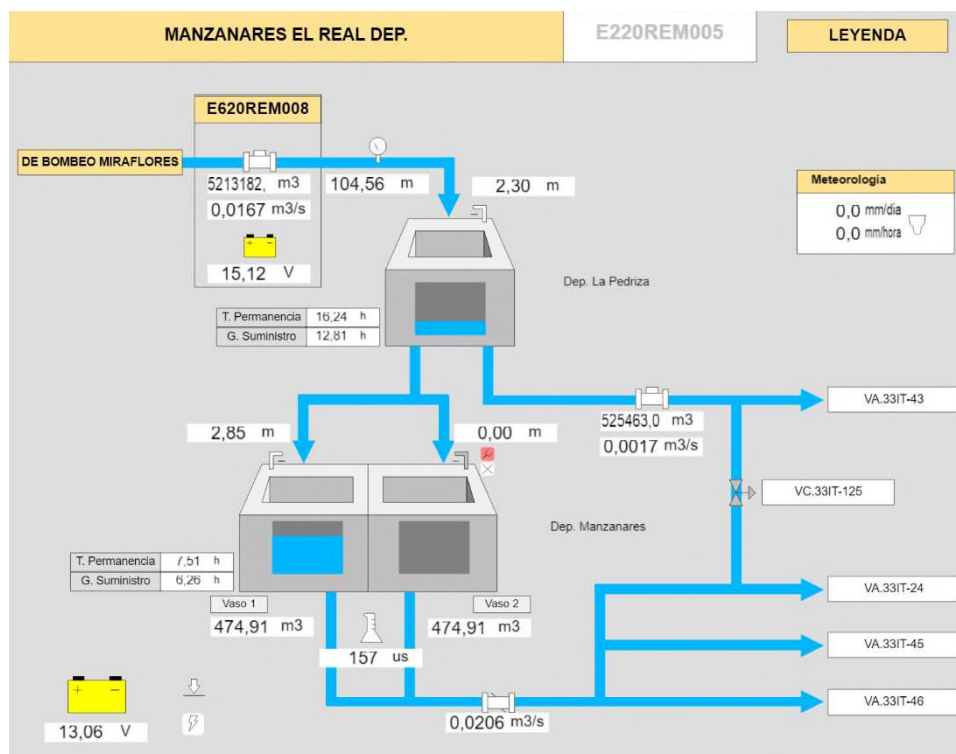 MANZANARES EL REAL DEP.
E220REM005
LEYENDA
E620REM008
DE BOMBEO MIRAFLORES
5213182, m3
104,56 m
2,30 m
0,0167 m3/s
15,12 V
Meteorología
0,0 mm/dia
0,0 mm/hora
Dep. La Pedriza
T. Permanencia 16,24 h
G. Suministro 12,81 h
VA.33IT-43
525463,0 m3
0,0017 m3/s
2,85 m
0,00 m
VC.33IT-125
Dep. Manzanares
T. Permanencia 7,51 h
G. Suministro 6,26 h
VA.33IT-24
Vaso 1
Vaso 2
474,91 m3
474,91 m3
157 us
VA.33IT-45
VA.33IT-46
0,0206 m3/s
+ −
13,06 V